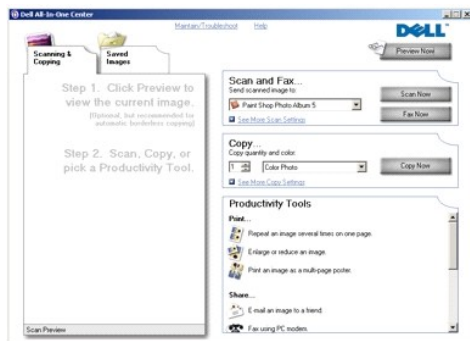 Dell All-In-One Center
Maintain/Troubleshoot Help
DELL
Preview Now
Scanning & Copying
Saved Images
Step 1. Click Preview to
view the current image.
(Optional, but recommended for
automatic borderless copying)
Step 2. Scan, Copy, or
pick a Productivity Tool.
Scan Preview
Scan and Fax...
Send scanned image to:
Paint Shop Photo Album 5
Scan Now
See More Scan Settings
Fax Now
Copy...
Copy quantity and color:
1 Color Photo
Copy Now
See More Copy Settings
Productivity Tools
Print...
Repeat an image several times on one page.
Enlarge or reduce an image.
Print an image as a multi-page poster.
Share...
E-mail an image to a friend.
Fax using PC modem.